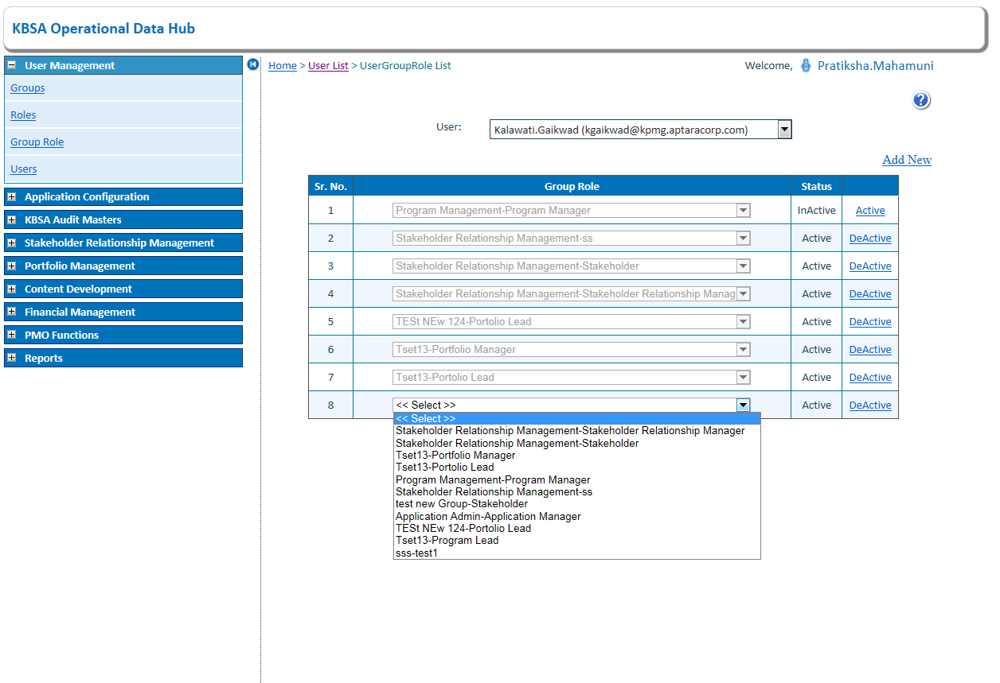 KBSA Operational Data Hub
User Management
Home > User List > UserGroupRole List
Welcome, Pratiksha.Mahamuni
Groups
Roles
Group Role
Users
Application Configuration
KBSA Audit Masters
Stakeholder Relationship Management
Portfolio Management
Content Development
Financial Management
PMO Functions
Reports
?
User: Kalawati.Gaikwad (kgaikwad@kpmg.aptaracorp.com)
Add New
Sr. No. Group Role Status
1 Program Management-Program Manager InActive Active
2 Stakeholder Relationship Management-ss Active DeActive
3 Stakeholder Relationship Management-Stakeholder Active DeActive
4 Stakeholder Relationship Management-Stakeholder Relationship Manag Active DeActive
5 TESt NEw 124-Portolio Lead Active DeActive
6 Tset13-Portfolio Manager Active DeActive
7 Tset13-Portolio Lead Active DeActive
8 << Select >> Active DeActive
<< Select >>
Stakeholder Relationship Management-Stakeholder Relationship Manager
Stakeholder Relationship Management-Stakeholder
Tset13-Portfolio Manager
Tset13-Portolio Lead
Program Management-Program Manager
Stakeholder Relationship Management-ss
test new Group-Stakeholder
Application Admin-Application Manager
TESt NEw 124-Portolio Lead
Tset13-Program Lead
sss-test1